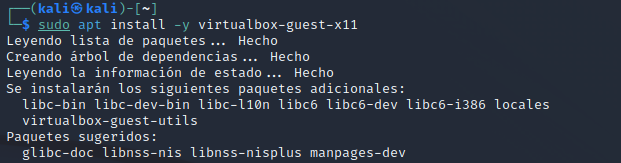 ┌──(kali㉿kali)-[~]
└─$ sudo apt install -y virtualbox-guest-x11
Leyendo lista de paquetes... Hecho
Creando árbol de dependencias... Hecho
Leyendo la información de estado... Hecho
Se instalarán los siguientes paquetes adicionales:
  libc-bin libc-dev-bin libc-l10n libc6 libc6-dev libc6-i386 locales
  virtualbox-guest-utils
Paquetes sugeridos:
  glibc-doc libnss-nis libnss-nisplus manpages-dev